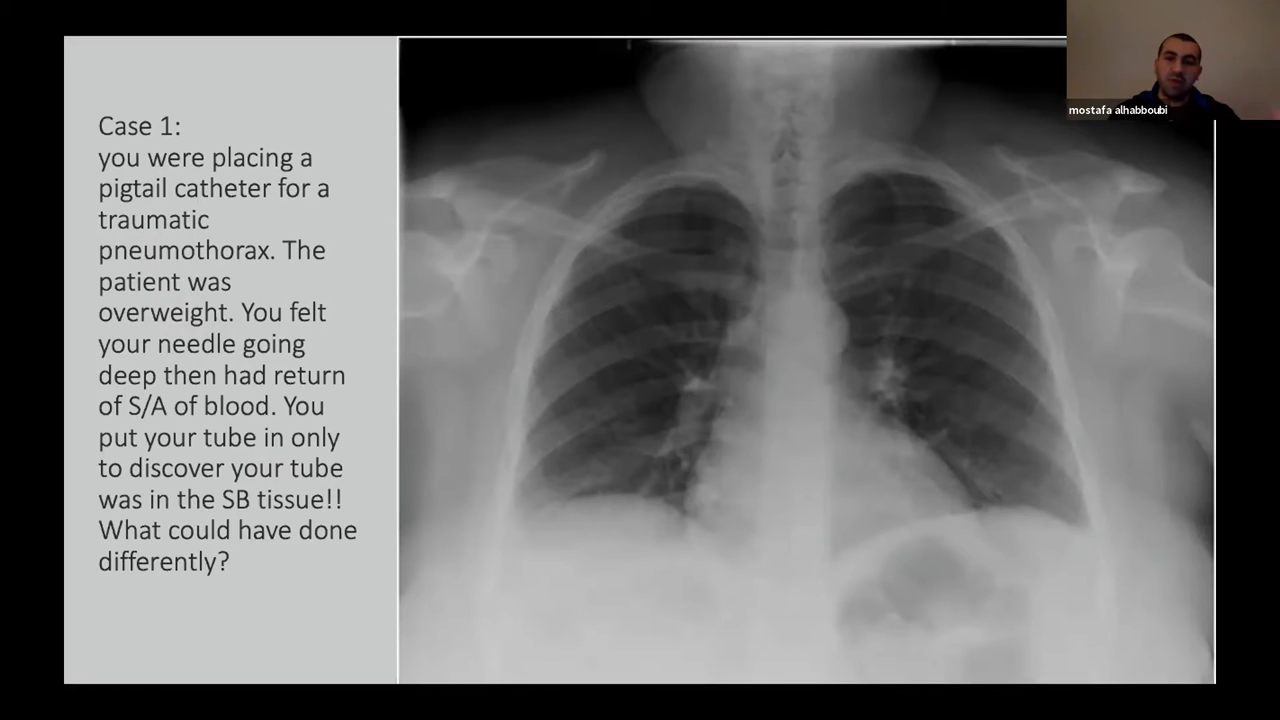 Case 1:
you were placing a
pigtail catheter for a
traumatic
pneumothorax. The
patient was
overweight. You felt
your needle going
deep then had return
of S/A of blood. You
put your tube in only
to discover your tube
was in the SB tissue!!
What could have done
differently?
mostafa alhabboubi